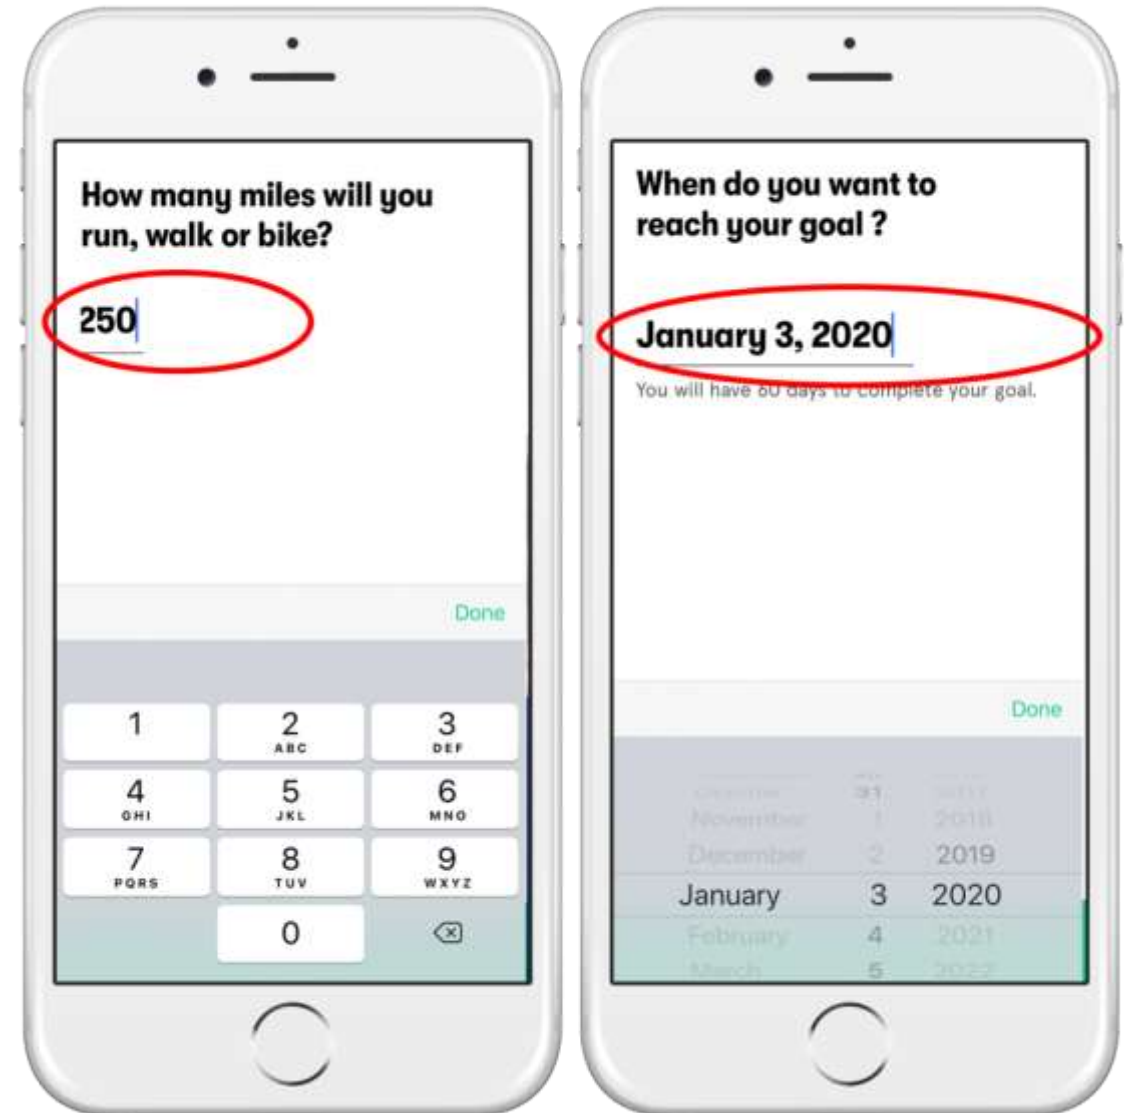 How many miles will you
run, walk or bike?
250
Done
1
2
ABC
3
DEF
4
GHI
5
JKL
6
MNO
7
PQRS
8
TUV
9
WXYZ
0
When do you want to
reach your goal ?
January 3, 2020
You will have 60 days to complete your goal.
Done
31
November 1 2018
December 2 2019
January 3 2020
February 4 2021
March 5 2022